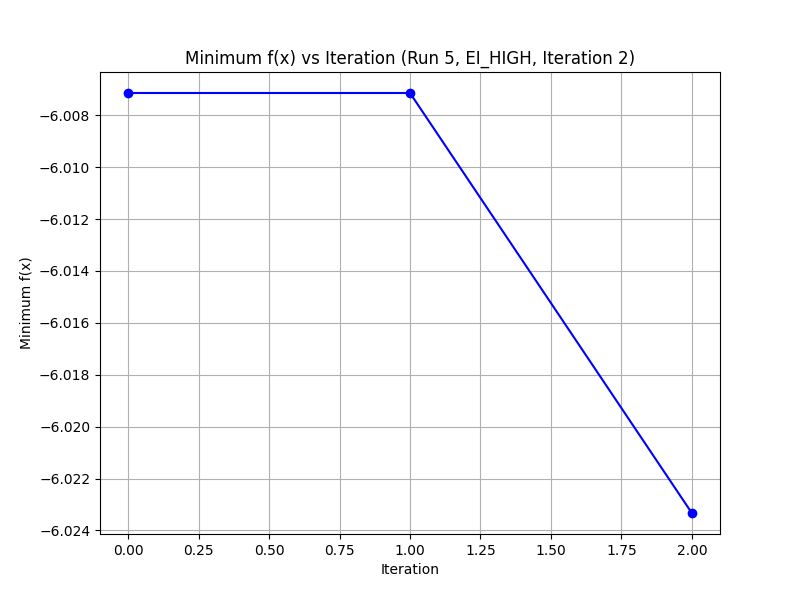 Minimum f(x) vs Iteration (Run 5, EI_HIGH, Iteration 2)
Minimum f(x)
−6.008
−6.010
−6.012
−6.014
−6.016
−6.018
−6.020
−6.022
−6.024
0.00 0.25 0.50 0.75 1.00 1.25 1.50 1.75 2.00
Iteration